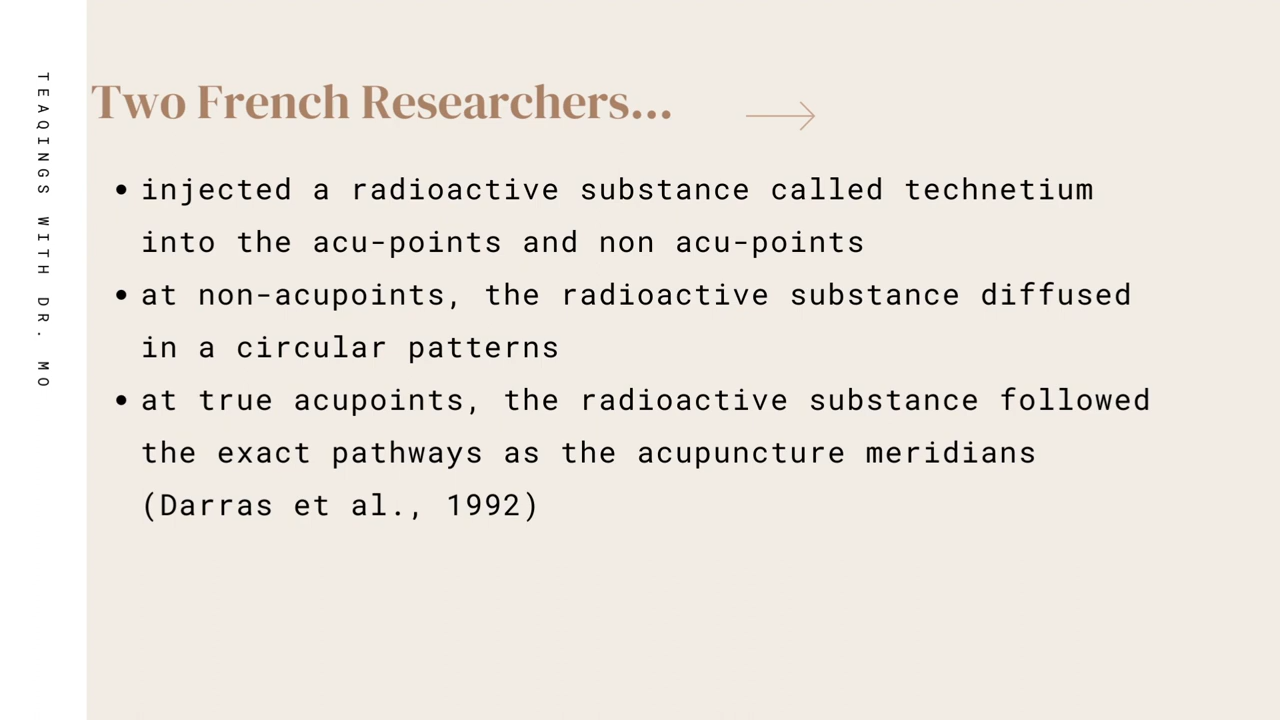 TEAQINGS WITH DR. MO
Two French Researchers...
• injected a radioactive substance called technetium
into the acu-points and non acu-points
• at non-acupoints, the radioactive substance diffused
in a circular patterns
• at true acupoints, the radioactive substance followed
the exact pathways as the acupuncture meridians
(Darras et al., 1992)